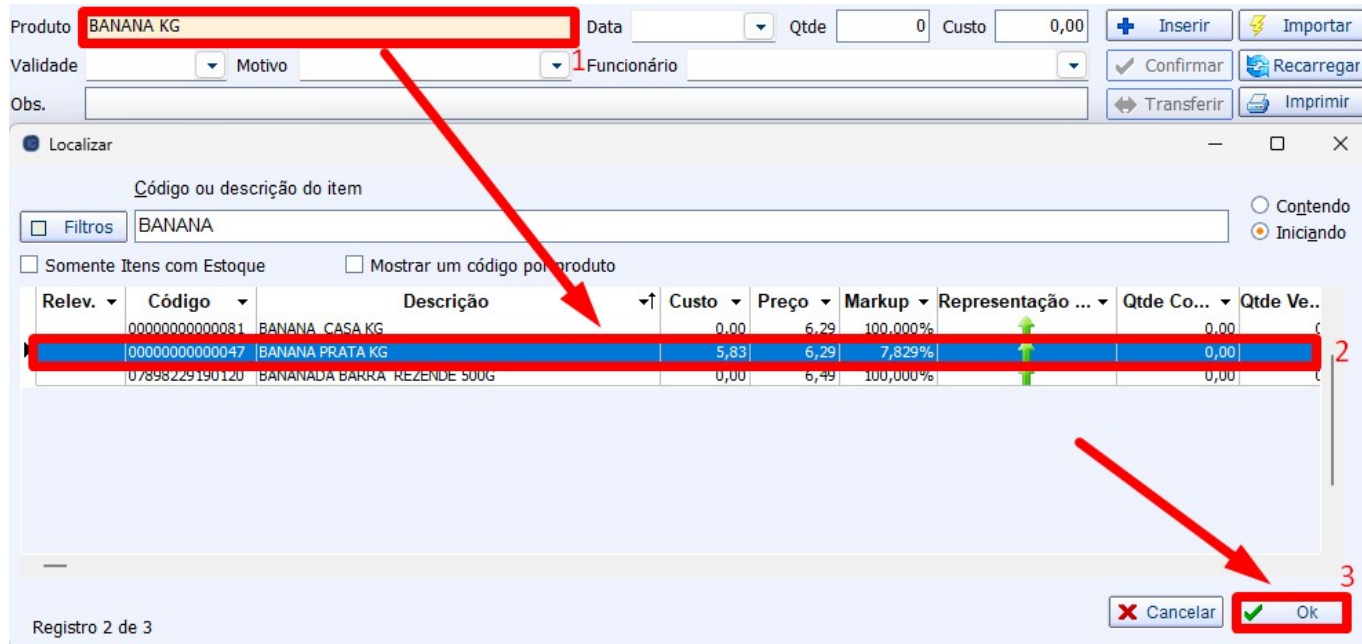 Produto BANANA KG Data Qtde 0 Custo 0,00 Inserir Importar
1
Validade Motivo Funcionário Confirmar Recarregar
Obs. Transferir Imprimir
Localizar
Código ou descrição do item
Filtros BANANA
Contendo
Iniciando
Somente Itens com Estoque Mostrar um código por produto
Relev. Código Descrição Custo Preço Markup Representação ... Qtde Co... Qtde Ve..
00000000000081 BANANA CASA KG 0,00 6,29 100,000% 0,00 0
00000000000047 BANANA PRATA KG 5,83 6,29 7,829% 0,00
2
07898229190120 BANANADA BARRA REZENDE 500G 0,00 6,49 100,000% 0,00
3
Cancelar Ok
Registro 2 de 3